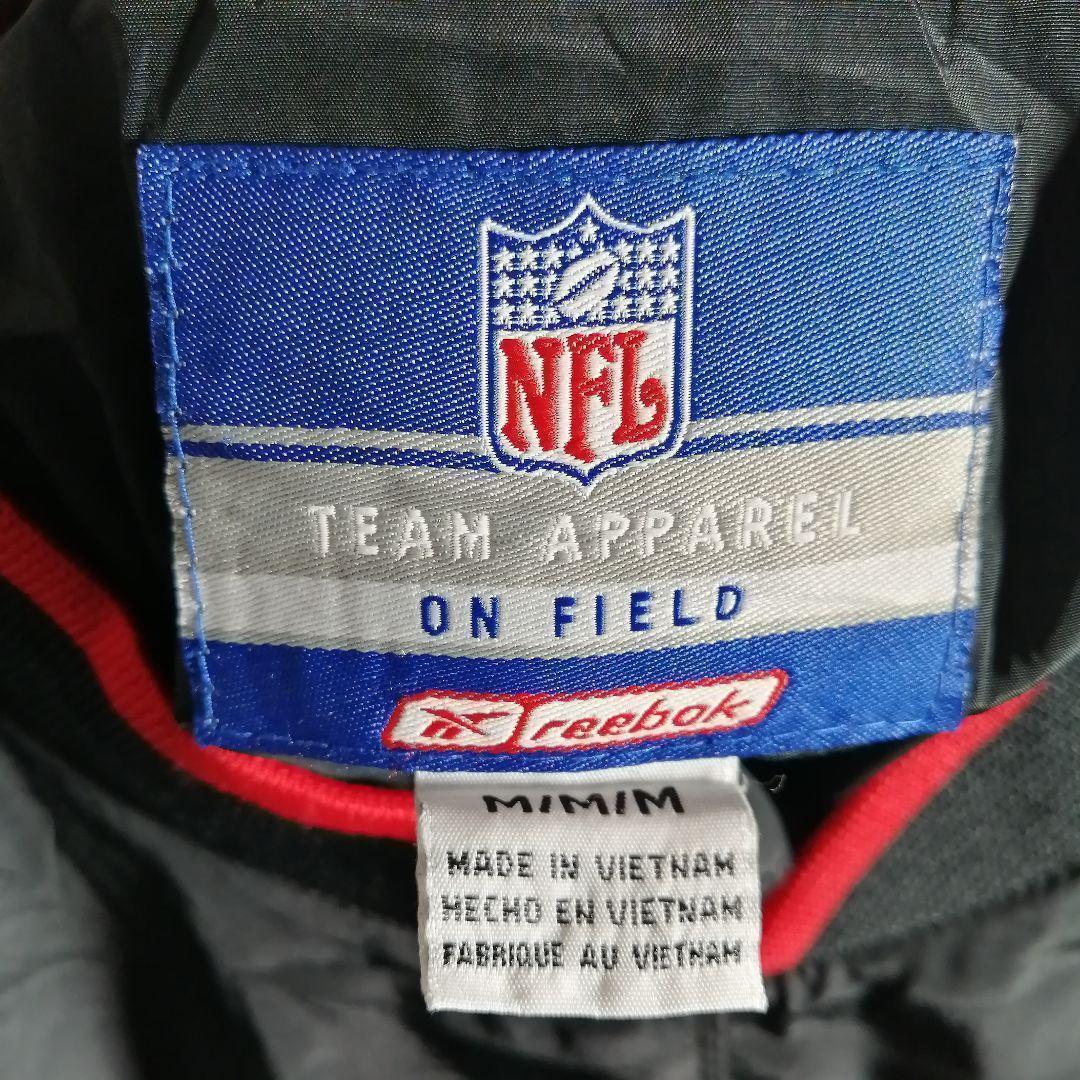 NFL
TEAM APPAREL
ON FIELD
reebok
M/M/M
MADE IN VIETNAM
HECHO EN VIETNAM
FABRIQUE AU VIETNAM